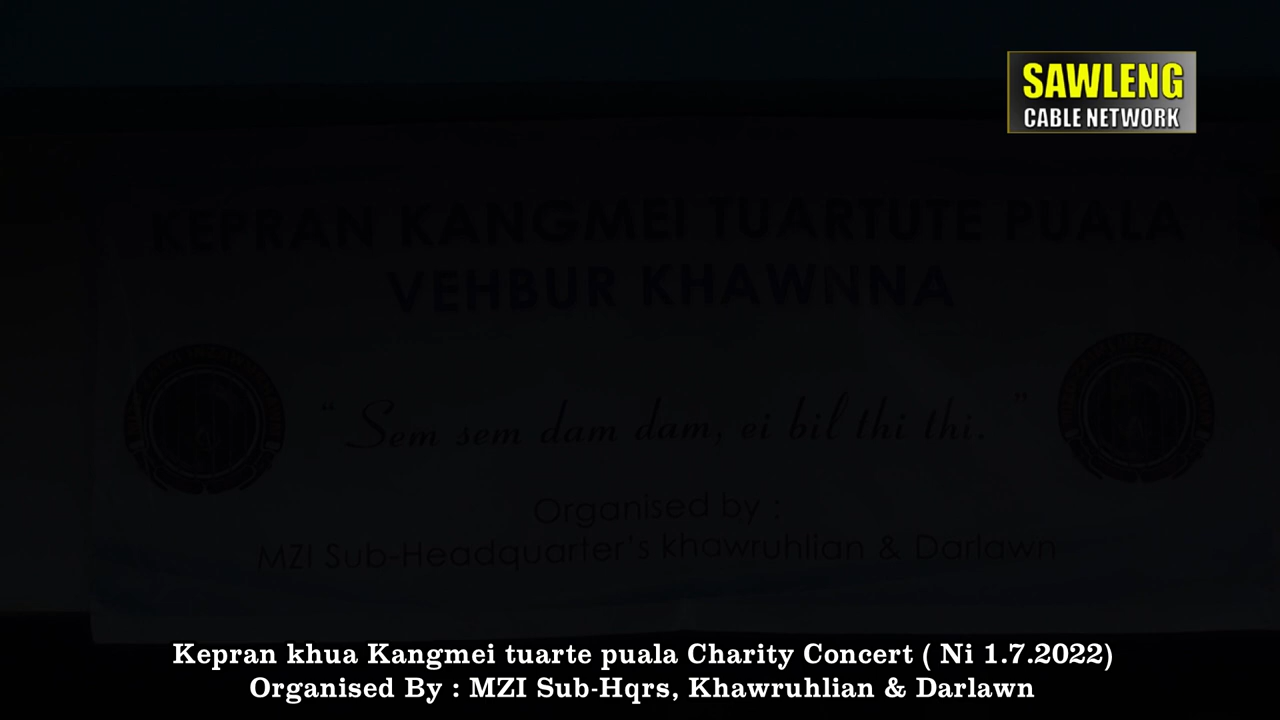 SAWLENG
CABLE NETWORK
KEPRAN KANGMEI TUARTUTE PUALA
VEHBUR KHAWNNA
“Sem sem dam dam, ei bil thi thi.”
Organised by :
MZI Sub-Headquarter's khawruhlian & Darlawn
Kepran khua Kangmei tuarte puala Charity Concert ( Ni 1.7.2022)
Organised By : MZI Sub-Hqrs, Khawruhlian & Darlawn